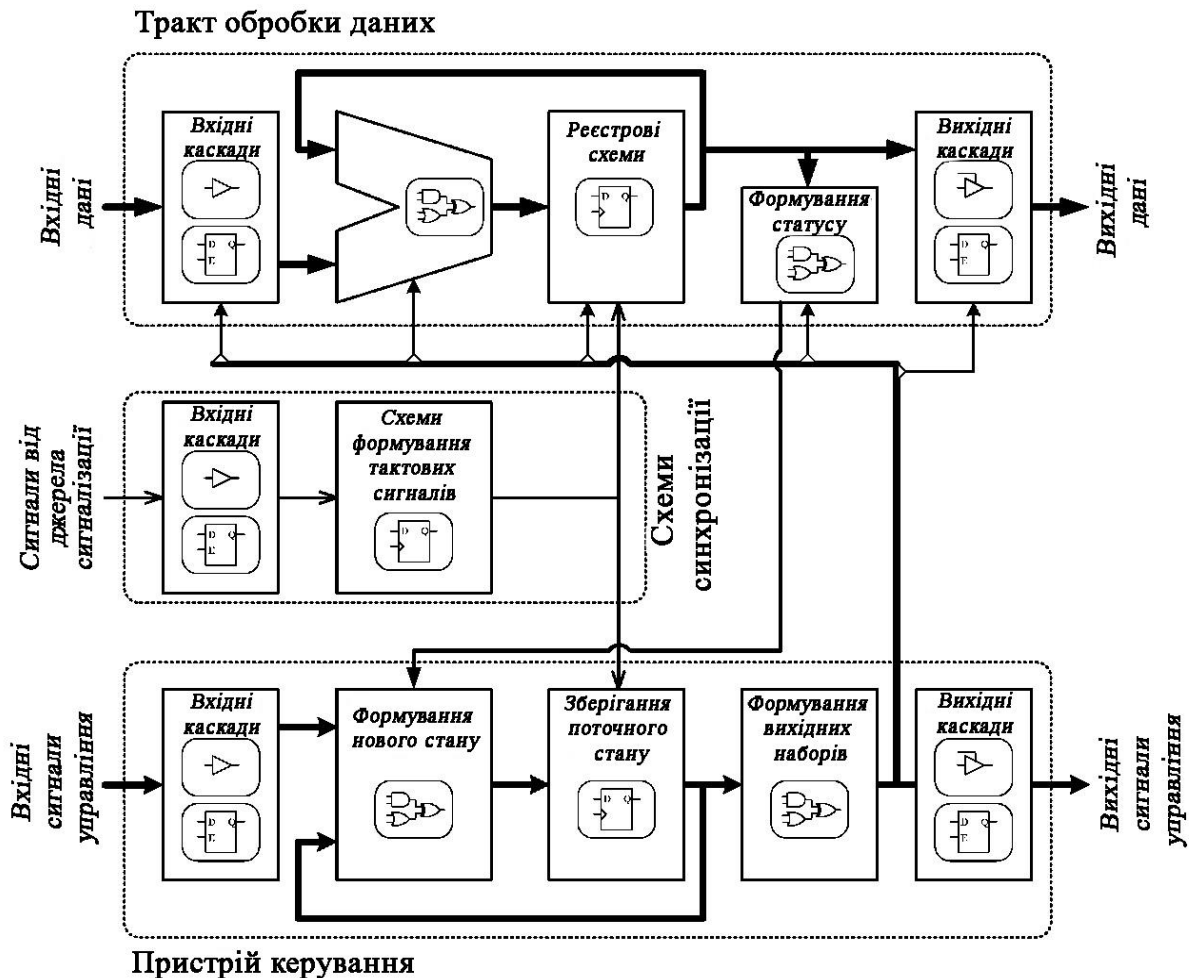 Тракт обробки даних
Вхідні
дані
Вхідні
каскади
D Q
E
Реєстрові
схеми
D Q
Формування
статусу
Вихідні
каскади
D Q
E
Вихідні
дані
Сигнали від
джерела
сигналізації
Вхідні
каскади
D Q
E
Схеми
формування
тактових
сигналів
D Q
Схеми
синхронізації
Вхідні
сигнали
управління
Вхідні
каскади
D Q
E
Формування
нового стану
Зберігання
поточного
стану
D Q
Формування
вихідних
наборів
Вихідні
каскади
D Q
E
Вихідні
сигнали
управління
Пристрій керування